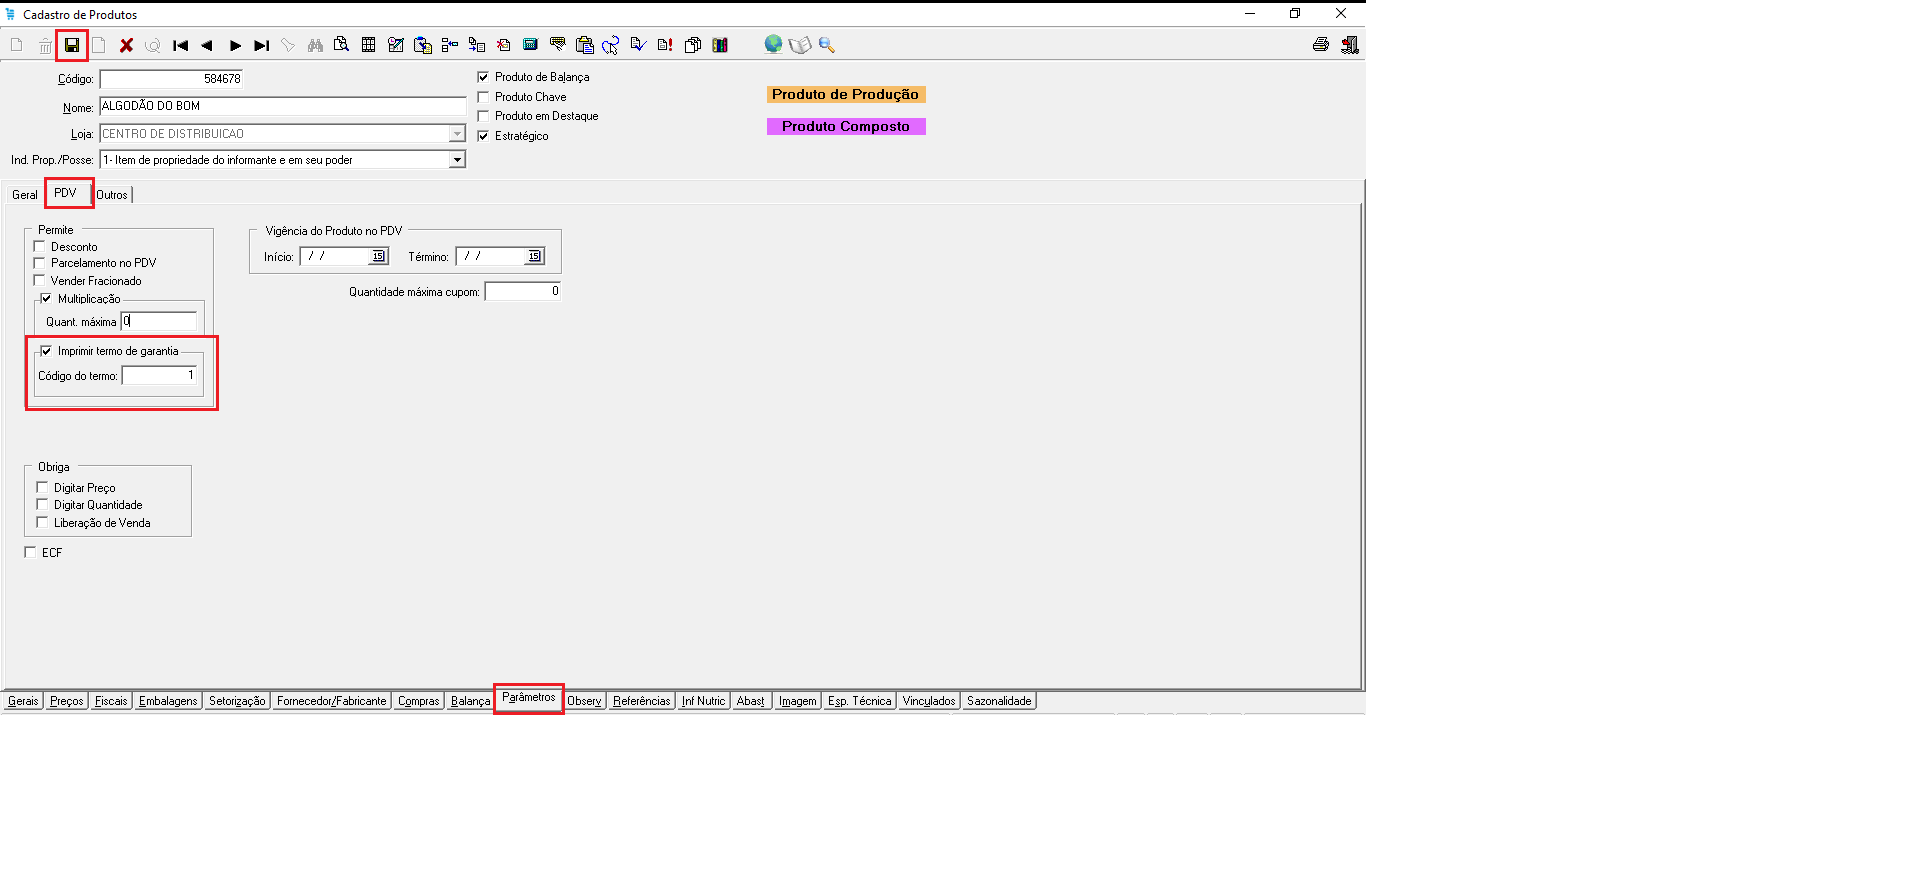 Cadastro de Produtos
Código: 584678
Nome: ALGODÃO DO BOM
Loja: CENTRO DE DISTRIBUICAO
Ind. Prop./Posse: 1- Item de propriedade do informante e em seu poder
Produto de Balança
Produto Chave
Produto em Destaque
Estratégico
Produto de Produção
Produto Composto
Geral PDV Outros
Permite
Desconto
Parcelamento no PDV
Vender Fracionado
Multiplicação
Quant. máxima 0
Imprimir termo de garantia
Código do termo: 1
Vigência do Produto no PDV
Início: / / 15 Término: / / 15
Quantidade máxima cupom: 0
Obriga
Digitar Preço
Digitar Quantidade
Liberação de Venda
ECF
Gerais Preços Fiscais Embalagens Setorização Fornecedor/Fabricante Compras Balança Parâmetros Observ Referências Inf Nutric Abast Imagem Esp. Técnica Vinculados Sazonalidade